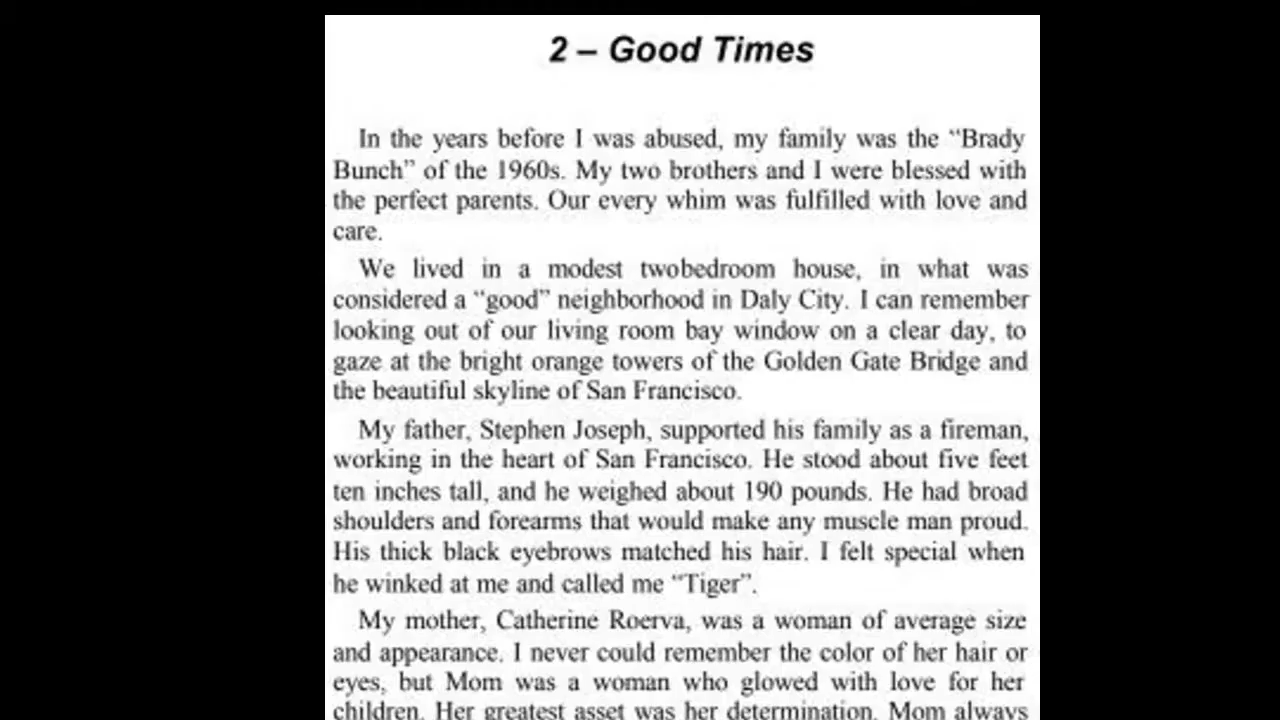 2 – Good Times
In the years before I was abused, my family was the “Brady
Bunch” of the 1960s. My two brothers and I were blessed with
the perfect parents. Our every whim was fulfilled with love and
care.
We lived in a modest twobedroom house, in what was
considered a “good” neighborhood in Daly City. I can remember
looking out of our living room bay window on a clear day, to
gaze at the bright orange towers of the Golden Gate Bridge and
the beautiful skyline of San Francisco.
My father, Stephen Joseph, supported his family as a fireman,
working in the heart of San Francisco. He stood about five feet
ten inches tall, and he weighed about 190 pounds. He had broad
shoulders and forearms that would make any muscle man proud.
His thick black eyebrows matched his hair. I felt special when
he winked at me and called me “Tiger”.
My mother, Catherine Roerva, was a woman of average size
and appearance. I never could remember the color of her hair or
eyes, but Mom was a woman who glowed with love for her
children. Her greatest asset was her determination. Mom always